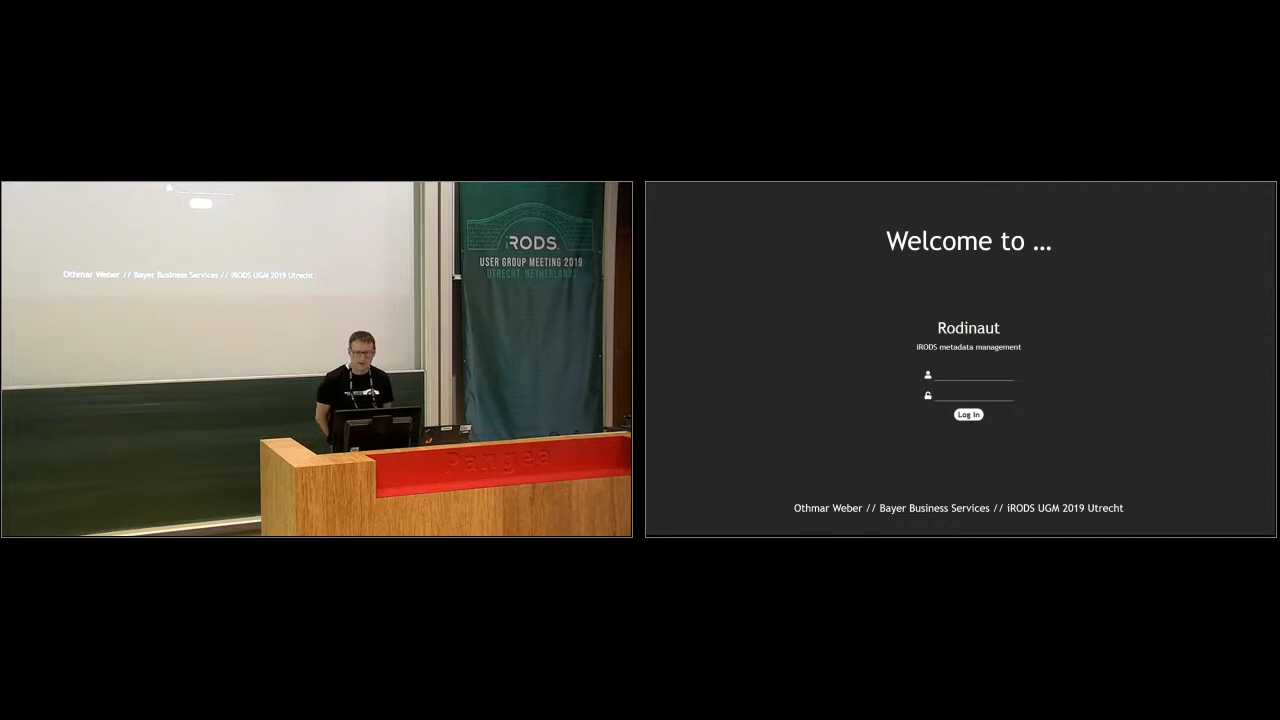 Othmar Weber // Bayer Business Services // iRODS UGM 2019 Utrecht
iRODS
USER GROUP MEETING 2019
UTRECHT, NETHERLANDS
Pangea
Welcome to ...
Rodinaut
iRODS metadata management
Log In
Othmar Weber // Bayer Business Services // iRODS UGM 2019 Utrecht